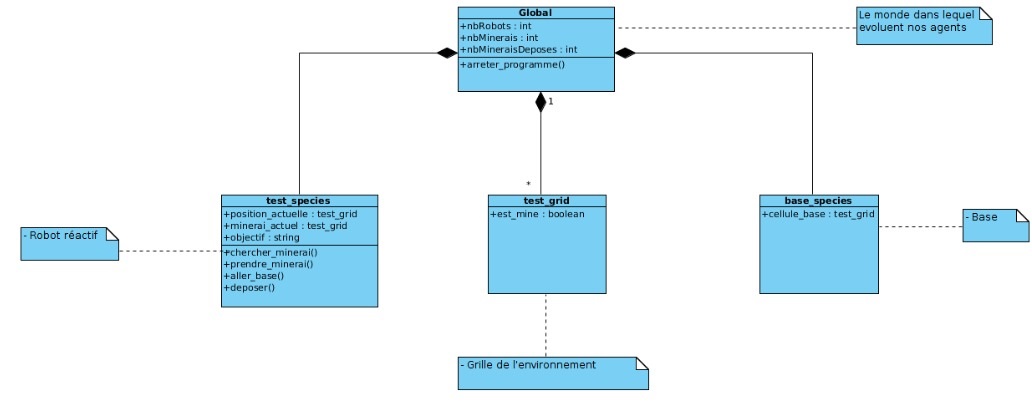 Global
+nbRobots : int
+nbMinerais : int
+nbMineraisDeposes : int
+arreter_programme()
Le monde dans lequel
evoluent nos agents
1
*
test_species
+position_actuelle : test_grid
+minerai_actuel : test_grid
+objectif : string
+chercher_minerai()
+prendre_minerai()
+aller_base()
+deposer()
test_grid
+est_mine : boolean
base_species
+cellule_base : test_grid
- Robot réactif
- Base
- Grille de l'environnement